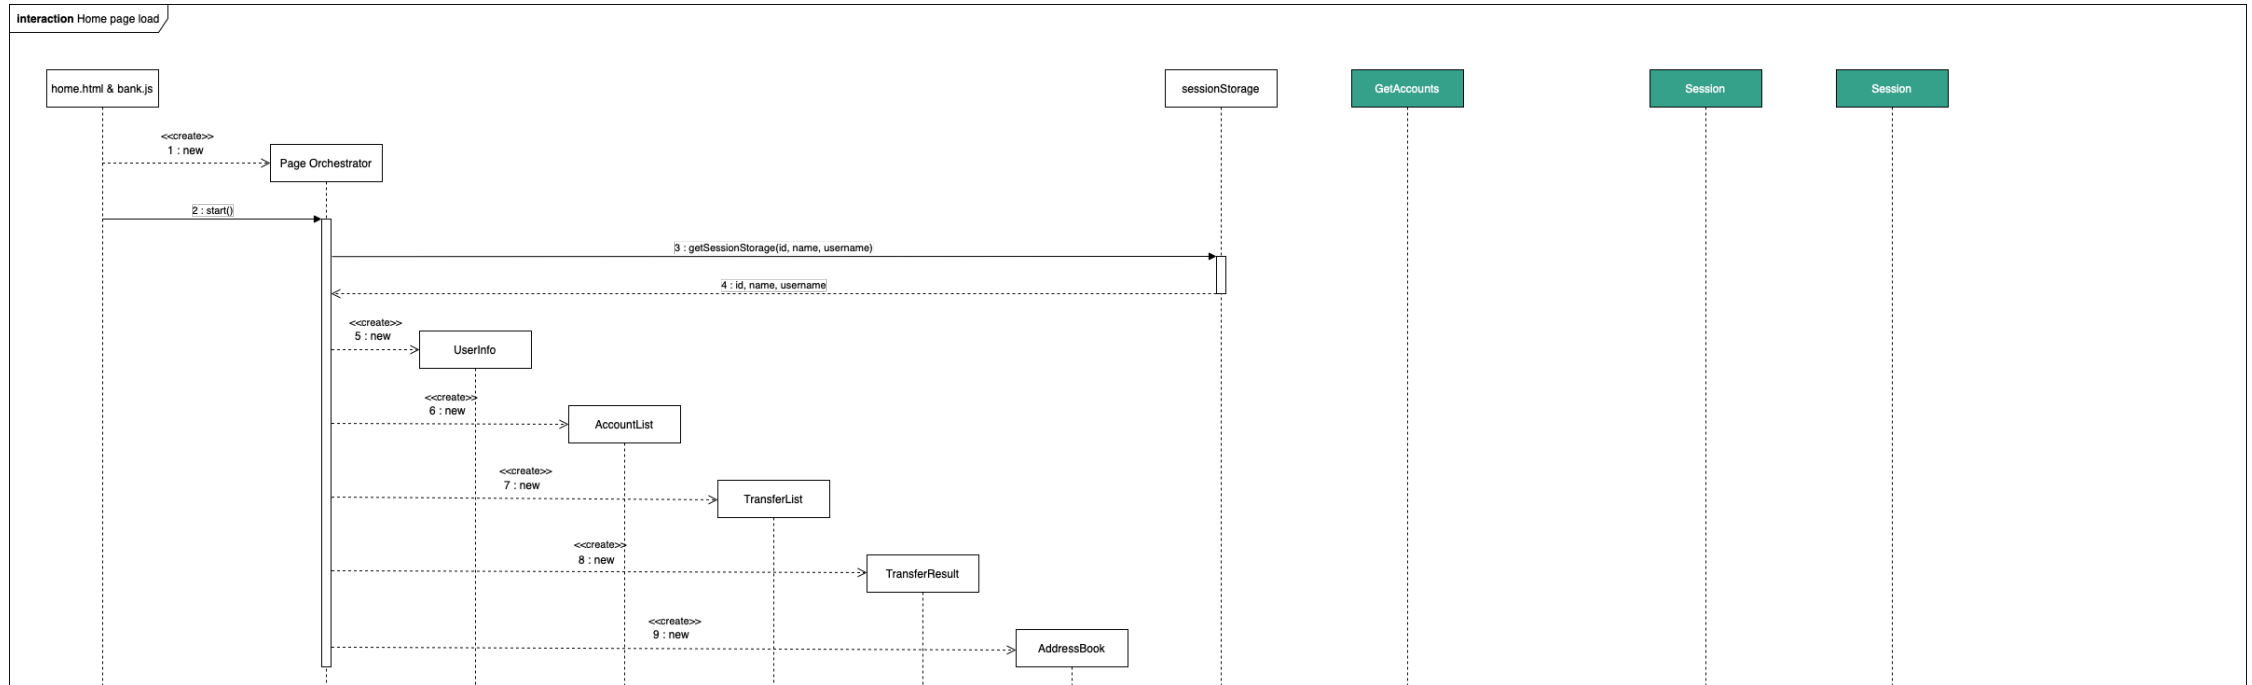 interaction Home page load
home.html & bank.js
sessionStorage
GetAccounts
Session
Session
<<create>>
1 : new
Page Orchestrator
2 : start()
3 : getSessionStorage(id, name, username)
4 : id, name, username
<<create>>
5 : new
UserInfo
<<create>>
6 : new
AccountList
<<create>>
7 : new
TransferList
<<create>>
8 : new
TransferResult
<<create>>
9 : new
AddressBook